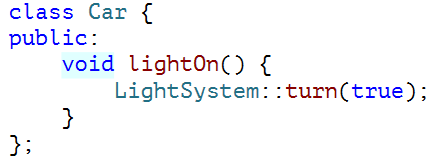 class Car {
public:
    void lightOn() {
        LightSystem::turn(true);
    }
};